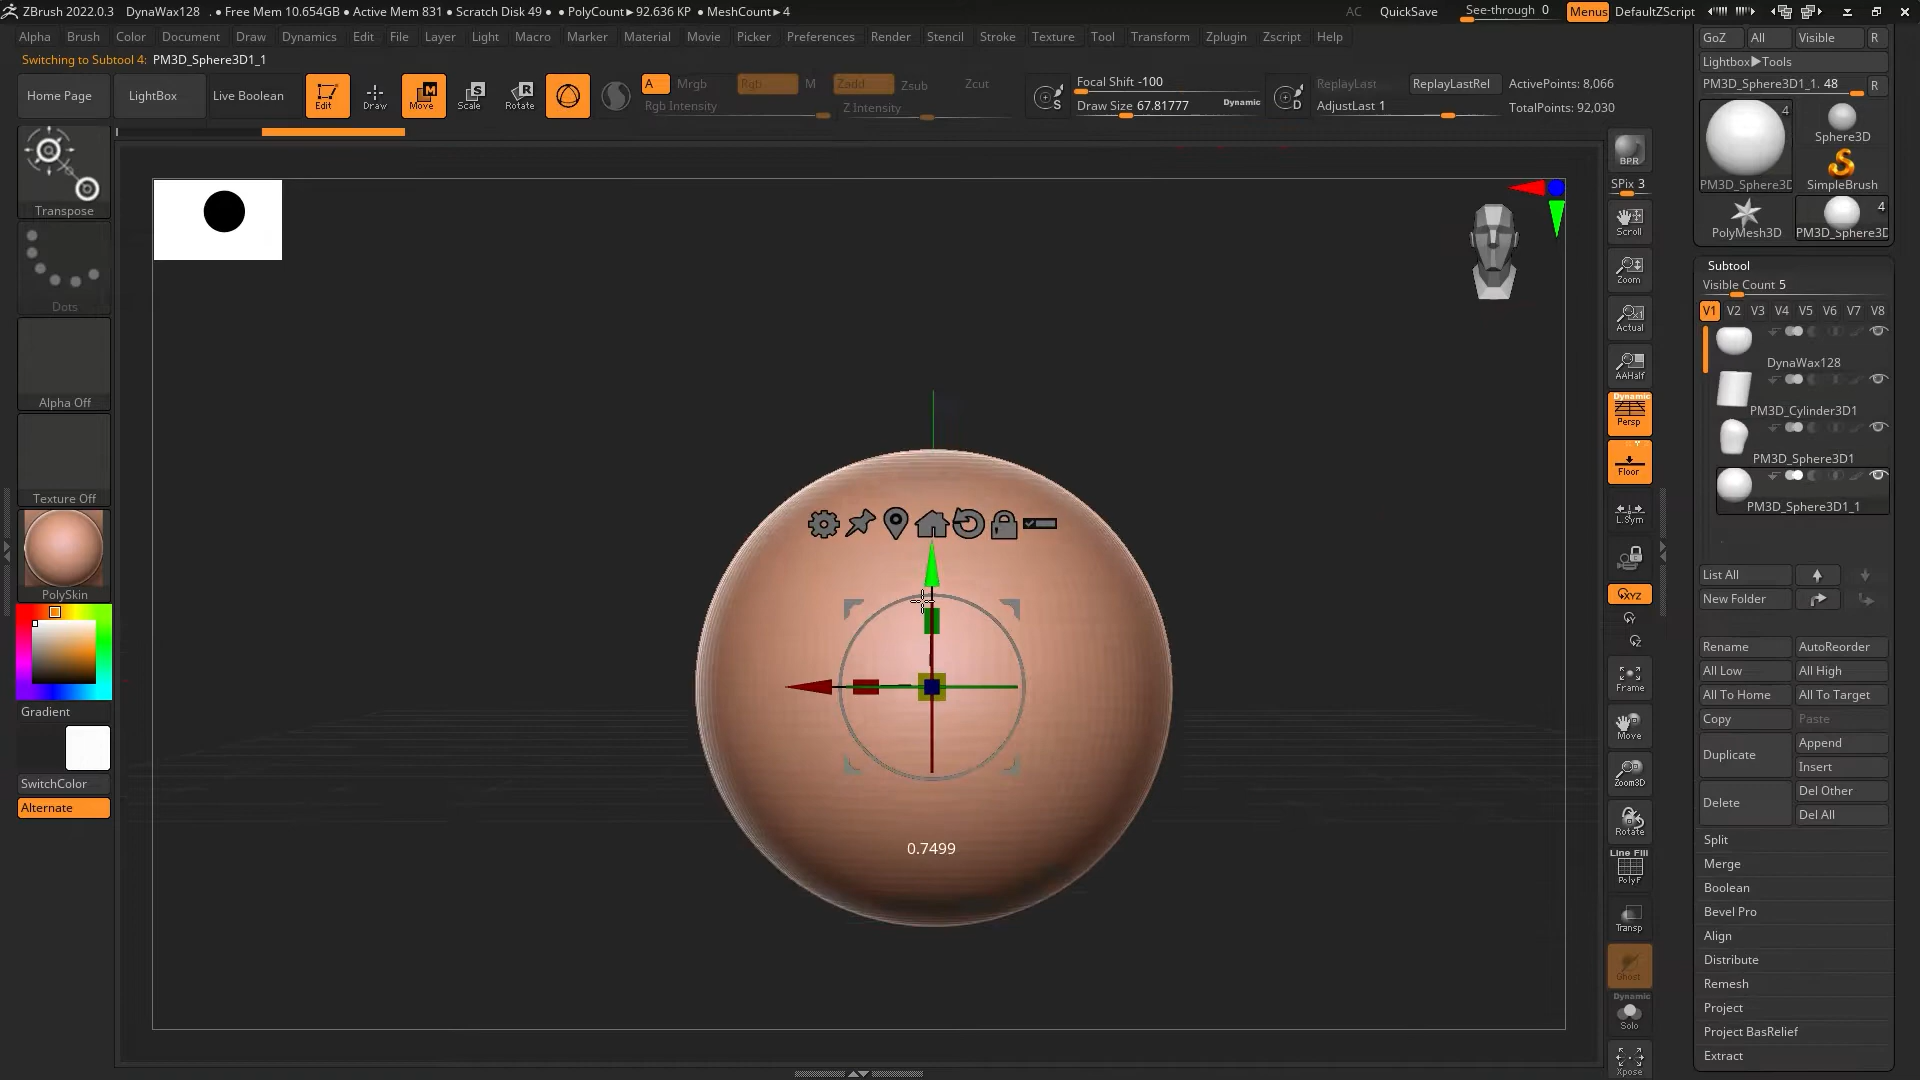 ZBrush 2022.0.3 DynaWax128 . ● Free Mem 10.654GB ● Active Mem 831 ● Scratch Disk 49 ● ● PolyCount►92.636 KP ● MeshCount►4 AC QuickSave See-through 0 Menus DefaultZScript
Alpha Brush Color Document Draw Dynamics Edit File Layer Light Macro Marker Material Movie Picker Preferences Render Stencil Stroke Texture Tool Transform Zplugin Zscript Help
Switching to Subtool 4: PM3D_Sphere3D1_1
Home Page LightBox Live Boolean Edit Draw Move Scale Rotate
A Mrgb Rgb M Zadd Zsub Zcut
Rgb Intensity Z Intensity
Focal Shift -100
Draw Size 67.81777 Dynamic
ReplayLast ReplayLastRel ActivePoints: 8,066
AdjustLast 1 TotalPoints: 92,030
Transpose
Dots
Alpha Off
Texture Off
PolySkin
Gradient
SwitchColor
Alternate
0.7499
BPR
SPix 3
Scroll
Zoom
Actual
AAHalf
Dynamic
Persp
Floor
L.Sym
XYZ
Y
Z
Frame
Move
Zoom3D
Rotate
Line Fill
PolyF
Transp
Ghost
Dynamic
Solo
Xpose
GoZ All Visible R
Lightbox►Tools
PM3D_Sphere3D1_1. 48 R
4
Sphere3D
PM3D_Sphere3D SimpleBrush
4
PolyMesh3D PM3D_Sphere3D
Subtool
Visible Count 5
V1 V2 V3 V4 V5 V6 V7 V8
DynaWax128
PM3D_Cylinder3D1
PM3D_Sphere3D1
PM3D_Sphere3D1_1
List All
New Folder
Rename AutoReorder
All Low All High
All To Home All To Target
Copy Paste
Duplicate Append
Insert
Delete Del Other
Del All
Split
Merge
Boolean
Bevel Pro
Align
Distribute
Remesh
Project
Project BasRelief
Extract